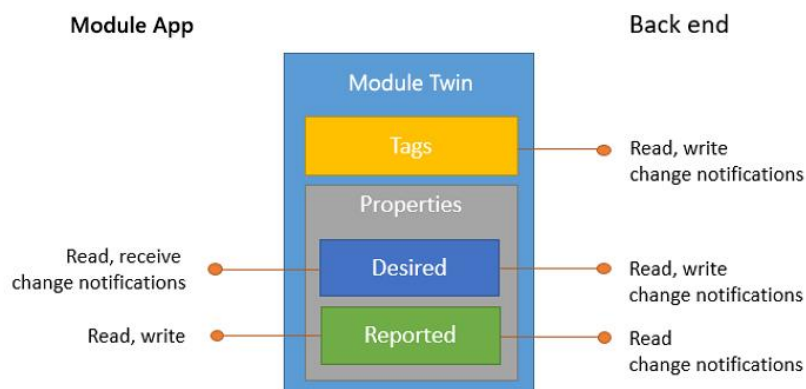 Module App
Back end
Module Twin
Tags
Read, write
change notifications
Properties
Read, receive
change notifications
Desired
Read, write
change notifications
Read, write
Reported
Read
change notifications